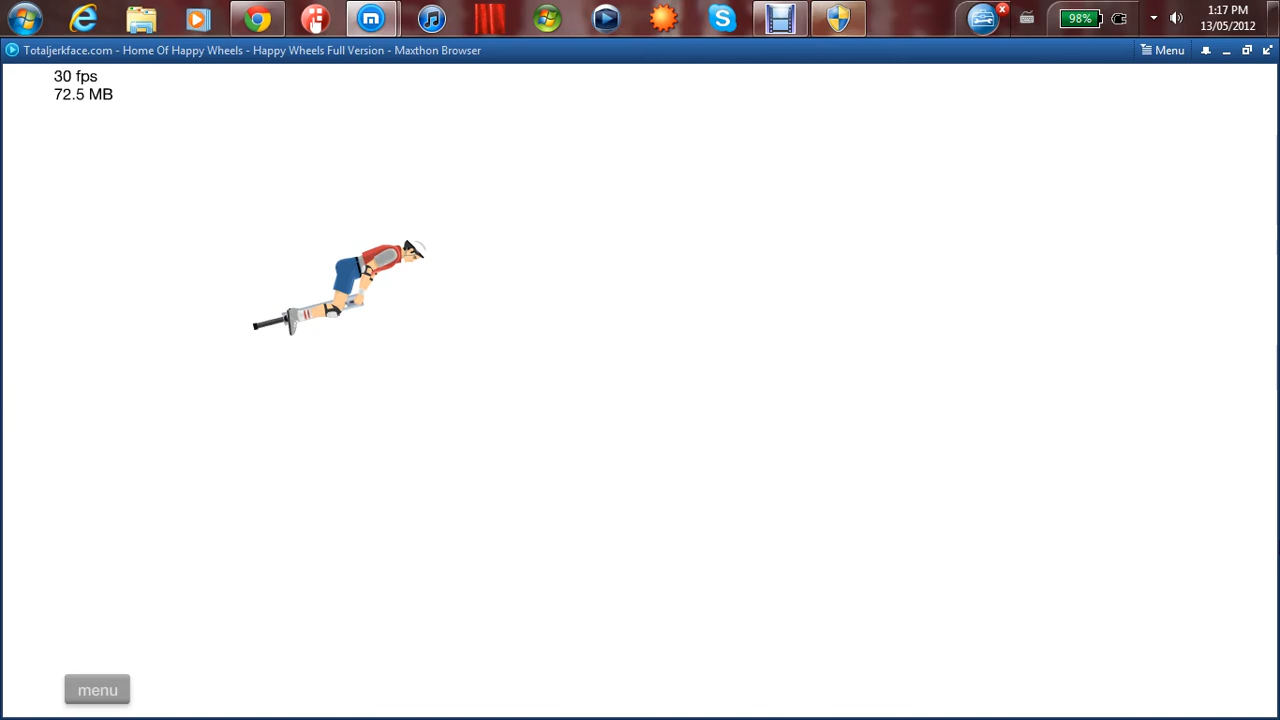 98%
1:17 PM
13/05/2012
Totaljerkface.com - Home Of Happy Wheels - Happy Wheels Full Version - Maxthon Browser
Menu
30 fps
72.5 MB
menu